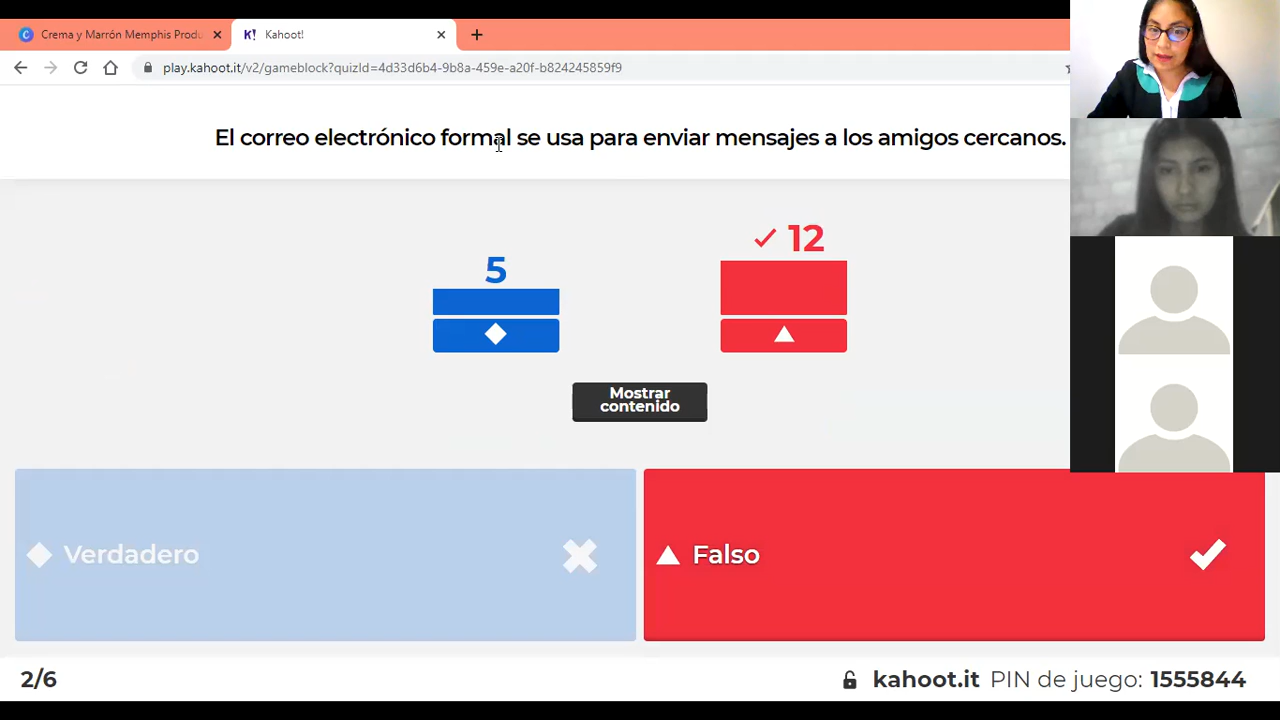 Crema y Marrón Memphis Produ
K! Kahoot!
play.kahoot.it/v2/gameblock?quizId=4d33d6b4-9b2e-459e-a20f-b824245859f9
El correo electrónico formal se usa para enviar mensajes a los amigos cercanos.
5
12
Mostrar
contenido
Verdadero
Falso
2/6
kahoot.it PIN de juego: 1555844